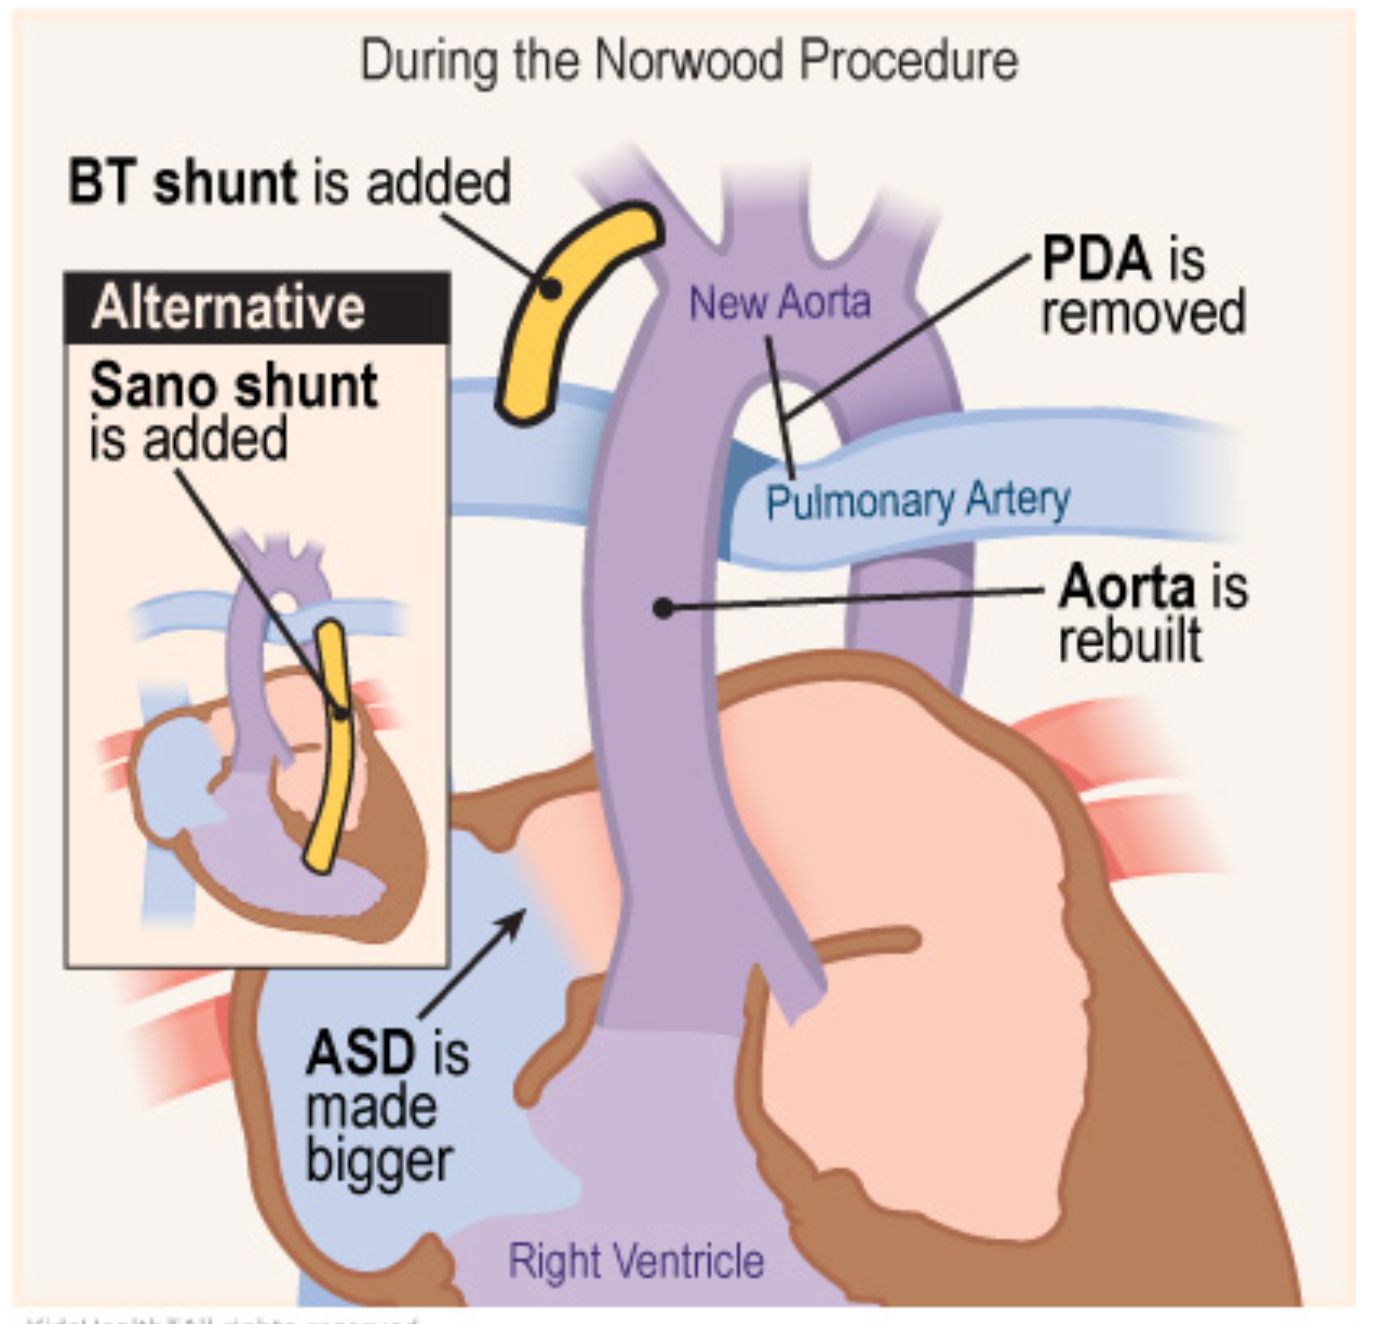 During the Norwood Procedure
BT shunt is added
PDA is
removed
New Aorta
Alternative
Sano shunt
is added
Pulmonary Artery
Aorta is
rebuilt
ASD is
made
bigger
Right Ventricle